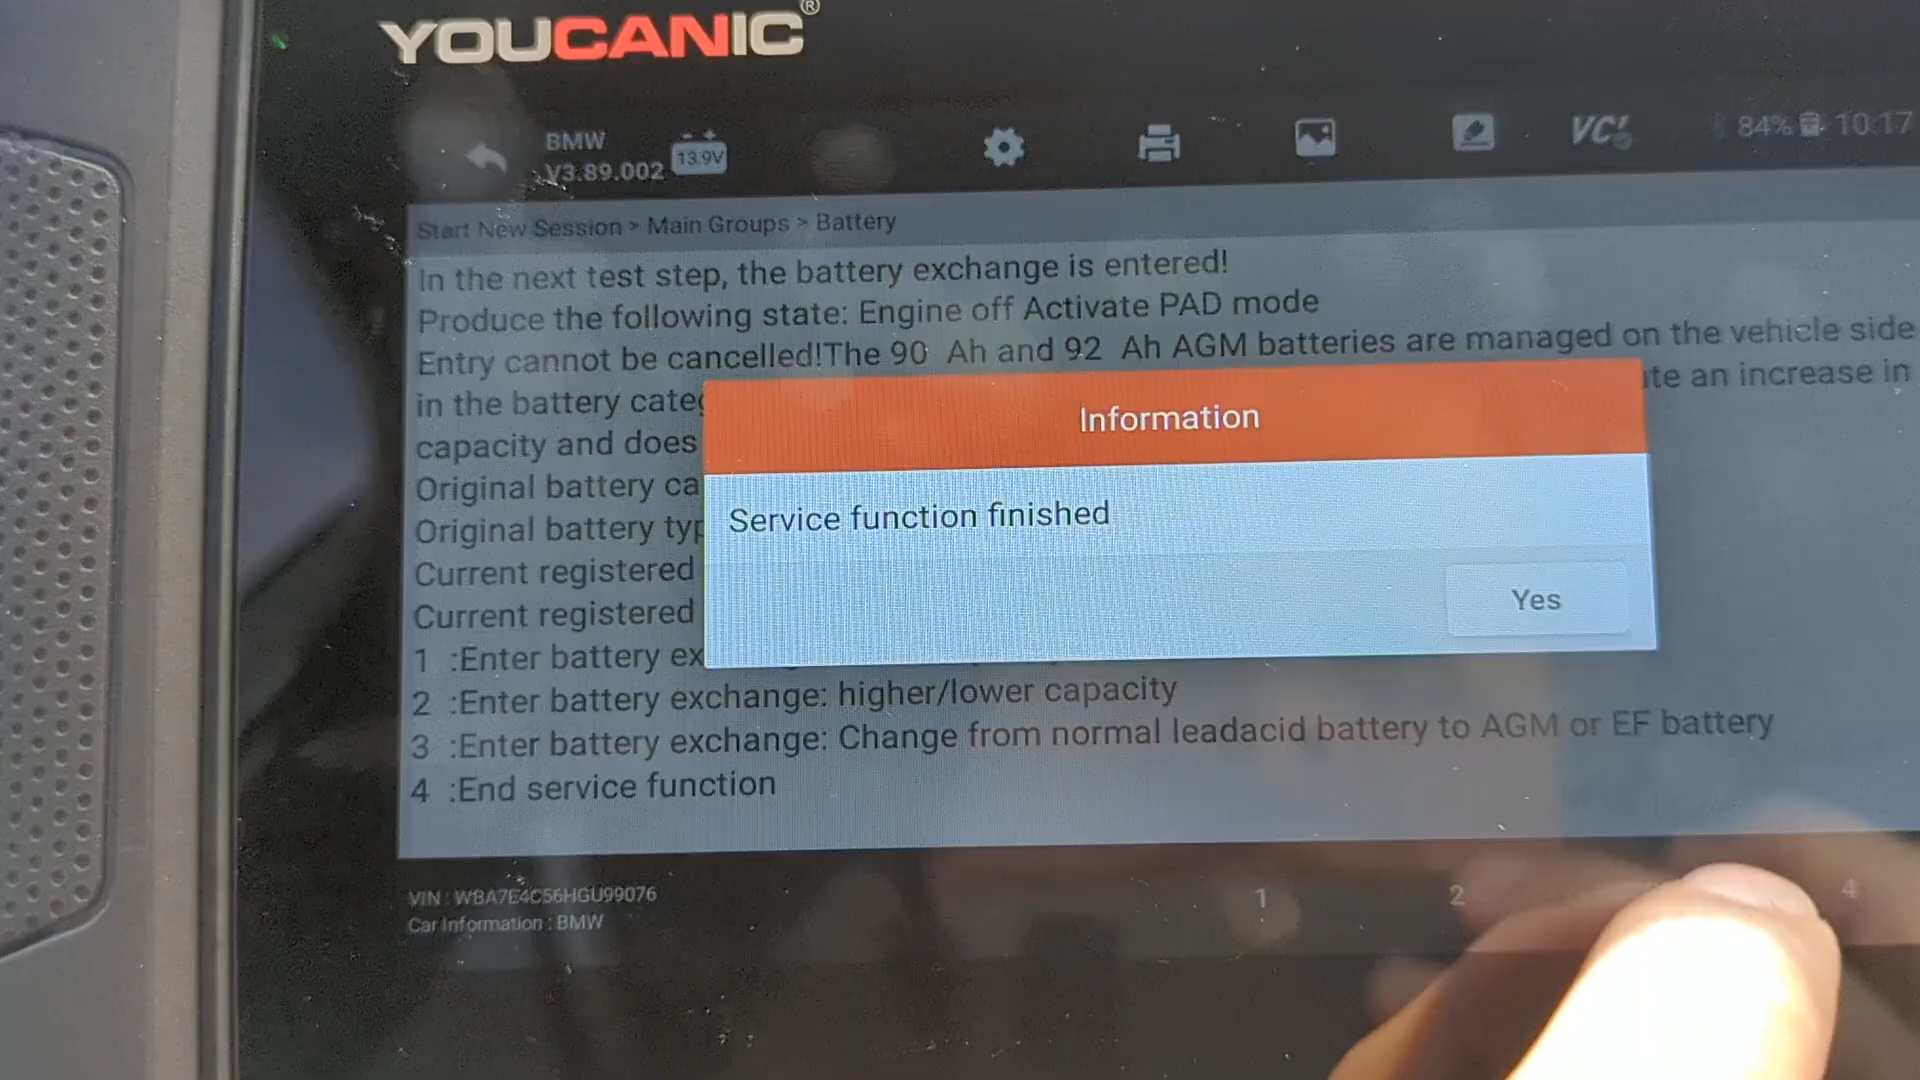 YOUCANIC®
BMW
V3.89.002
13.9V
VC!
84%
10:17
Start New Session > Main Groups > Battery
In the next test step, the battery exchange is entered!
Produce the following state: Engine off Activate PAD mode
Entry cannot be cancelled!The 90 Ah and 92 Ah AGM batteries are managed on the vehicle side
in the battery an increase in
capacity and does
Original battery
Original battery
Current registered
Current registered
Information
Service function finished
Yes
1 :Enter battery
2 :Enter battery exchange: higher/lower capacity
3 :Enter battery exchange: Change from normal leadacid battery to AGM or EF battery
4 :End service function
VIN : WBA7E4C56HGU99076
Car Information : BMW
1
2
4